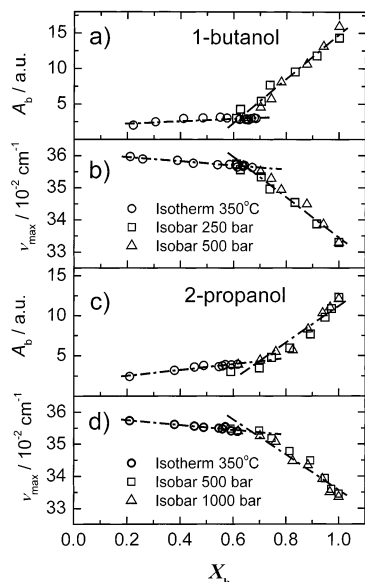 a)
1-butanol
A_b / a.u.
15
10
5
b)
ν_max / 10⁻² cm⁻¹
36
35
34
33
Isotherm 350°C
Isobar 250 bar
Isobar 500 bar
c)
2-propanol
A_b / a.u.
15
10
5
0
d)
ν_max / 10⁻² cm⁻¹
36
35
34
33
Isotherm 350°C
Isobar 500 bar
Isobar 1000 bar
0.0 0.2 0.4 0.6 0.8 1.0
X_b